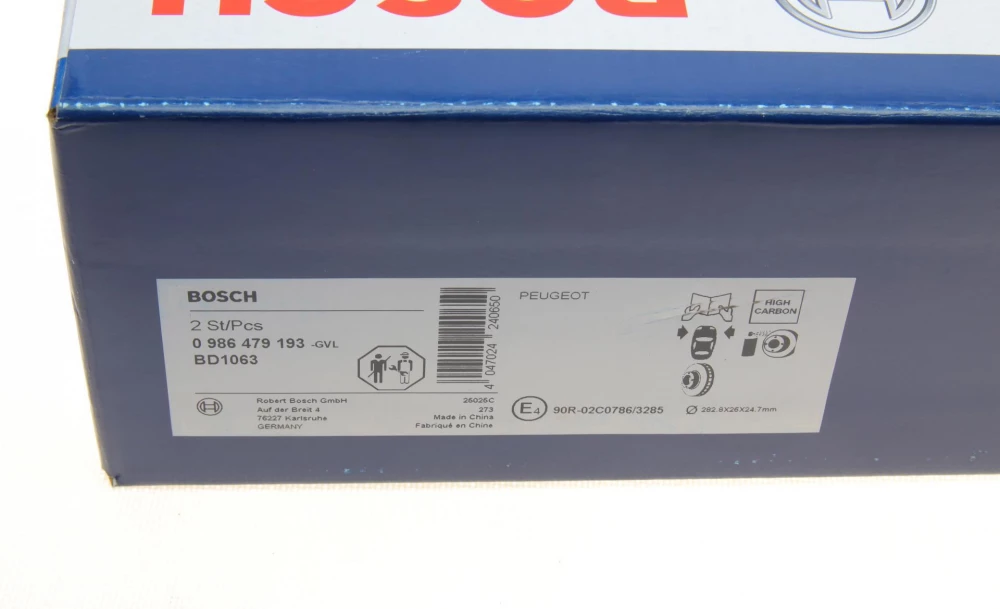 BOSCH
BOSCH
2 St/Pcs
0 986 479 193 -GVL
BD1063
Robert Bosch GmbH
Auf der Breit 4
76227 Karlsruhe
GERMANY
25025C
273
Made in China
Fabriqué en Chine
4 047024 240650
PEUGEOT
HIGH
CARBON
E4 90R-02C0786/3285
Ø 282.8X26X24.7mm